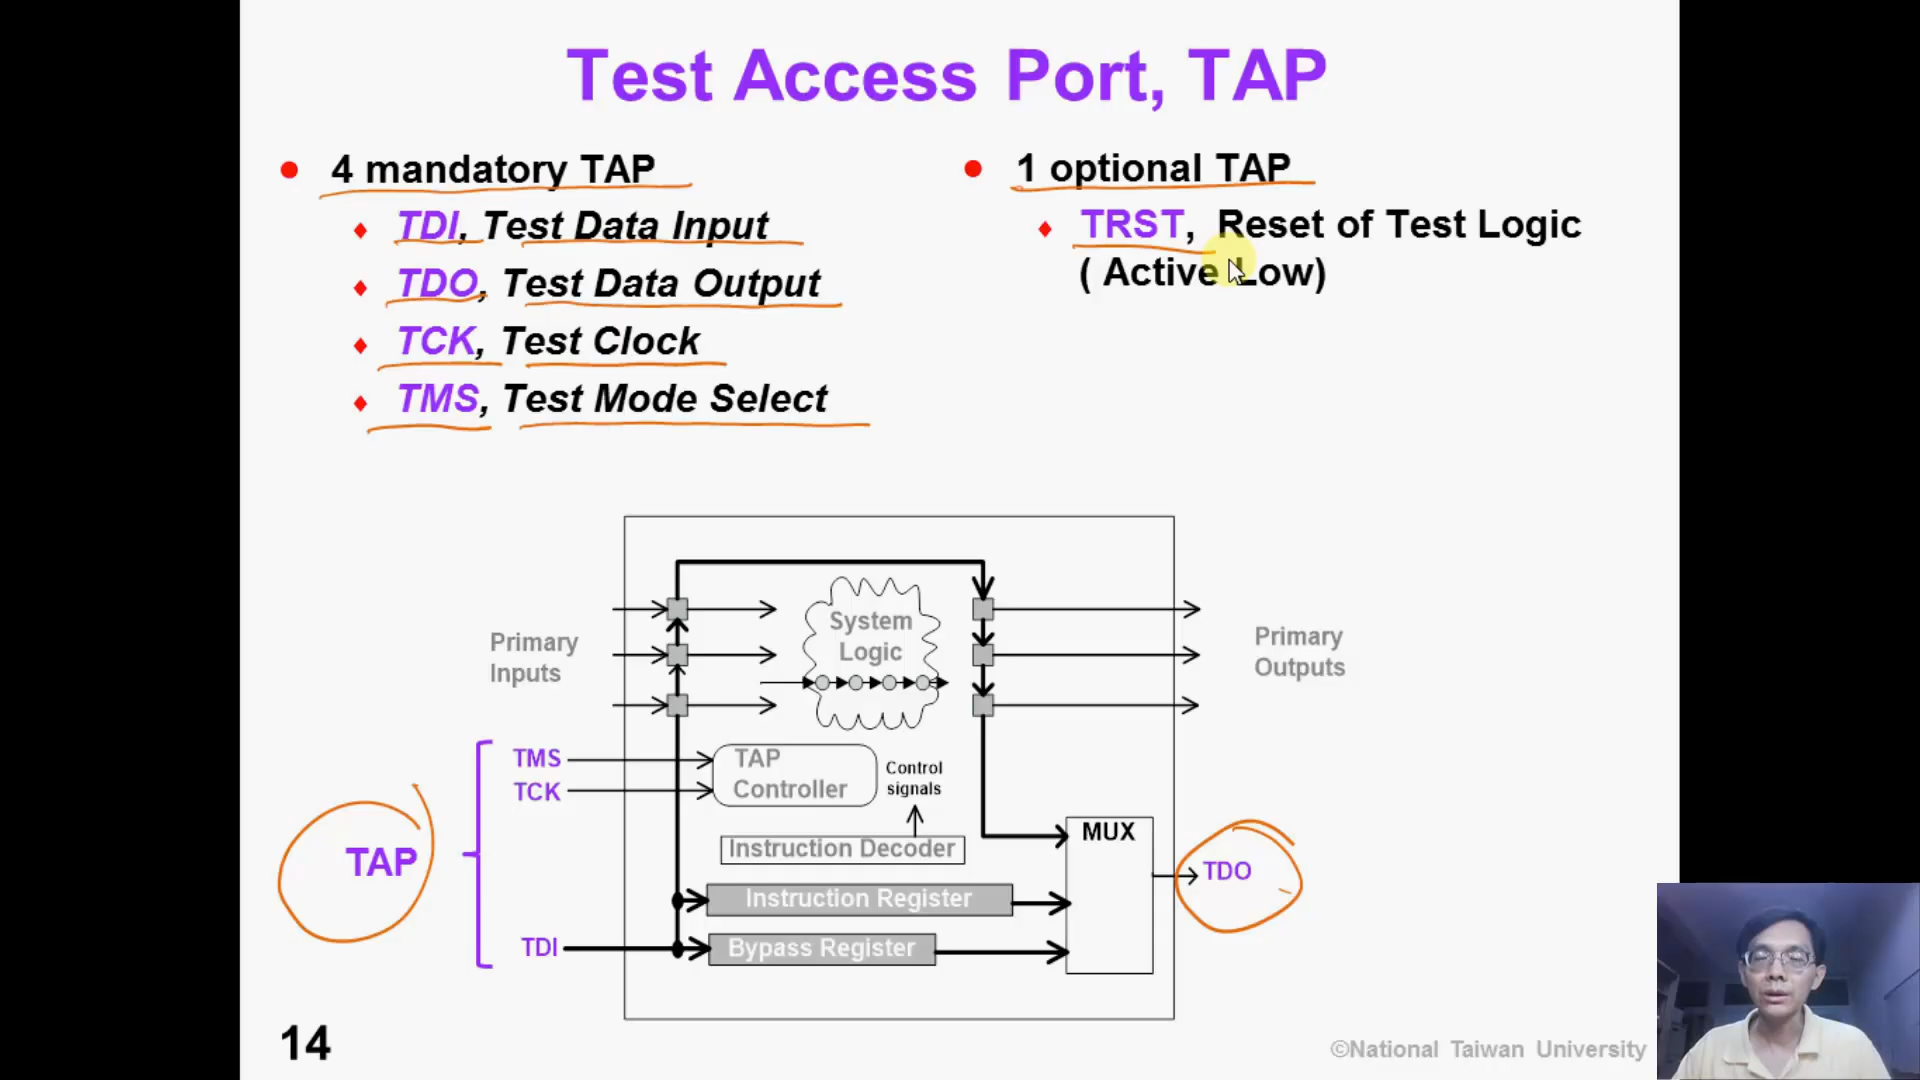 Test Access Port, TAP
4 mandatory TAP
TDI, Test Data Input
TDO, Test Data Output
TCK, Test Clock
TMS, Test Mode Select
1 optional TAP
TRST, Reset of Test Logic
( Active Low)
System
Logic
Primary
Inputs
Primary
Outputs
TMS
TCK
TAP
Controller
Control
signals
MUX
Instruction Decoder
TAP
TDO
Instruction Register
TDI
Bypass Register
14
©National Taiwan University